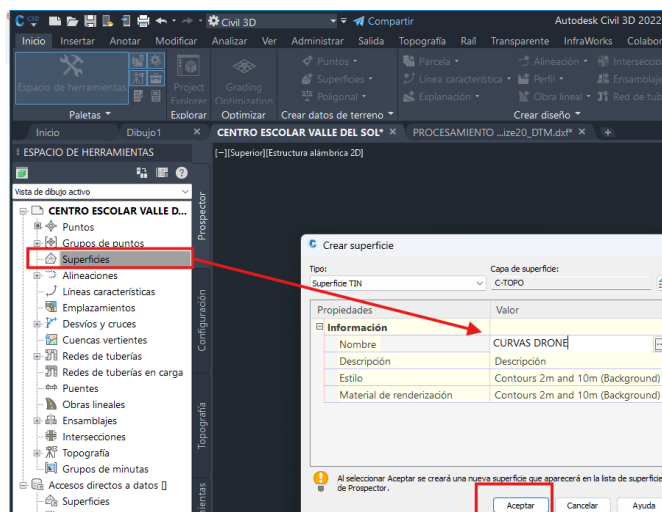 Civil 3D Compartir Autodesk Civil 3D 2022
Inicio Insertar Anotar Modificar Analizar Ver Administrar Salida Topografía Rail Transparente InfraWorks Colabor
Puntos Parcela Alineación Intersección
Superficies Línea característica Perfil Ensamblaje
Espacio de herramientas Project Explorer Grading Optimization Poligonal Explanación Obra lineal Red de tub
Paletas Explorar Optimizar Crear datos de terreno Crear diseño
Inicio Dibujo1 CENTRO ESCOLAR VALLE DEL SOL* PROCESAMIENTO ...ize20_DTM.dxf*
ESPACIO DE HERRAMIENTAS [−][Superior][Estructura alámbrica 2D]
Vista de dibujo activo
CENTRO ESCOLAR VALLE D...
Puntos
Grupos de puntos
Superficies
Alineaciones
Líneas características
Emplazamientos
Desvíos y cruces
Cuencas vertientes
Redes de tuberías
Redes de tuberías en carga
Puentes
Obras lineales
Ensamblajes
Intersecciones
Topografía
Grupos de minutas
Accesos directos a datos []
Superficies
Prospector
Configuración
Topografía
mientas
Crear superficie
Tipo: Capa de superficie:
Superficie TIN C-TOPO
Propiedades Valor
Información
Nombre CURVAS DRONE
Descripción Descripción
Estilo Contours 2m and 10m (Background)
Material de renderización Contours 2m and 10m (Background)
Al seleccionar Aceptar se creará una nueva superficie que aparecerá en la lista de superficie
de Prospector.
Aceptar Cancelar Ayuda